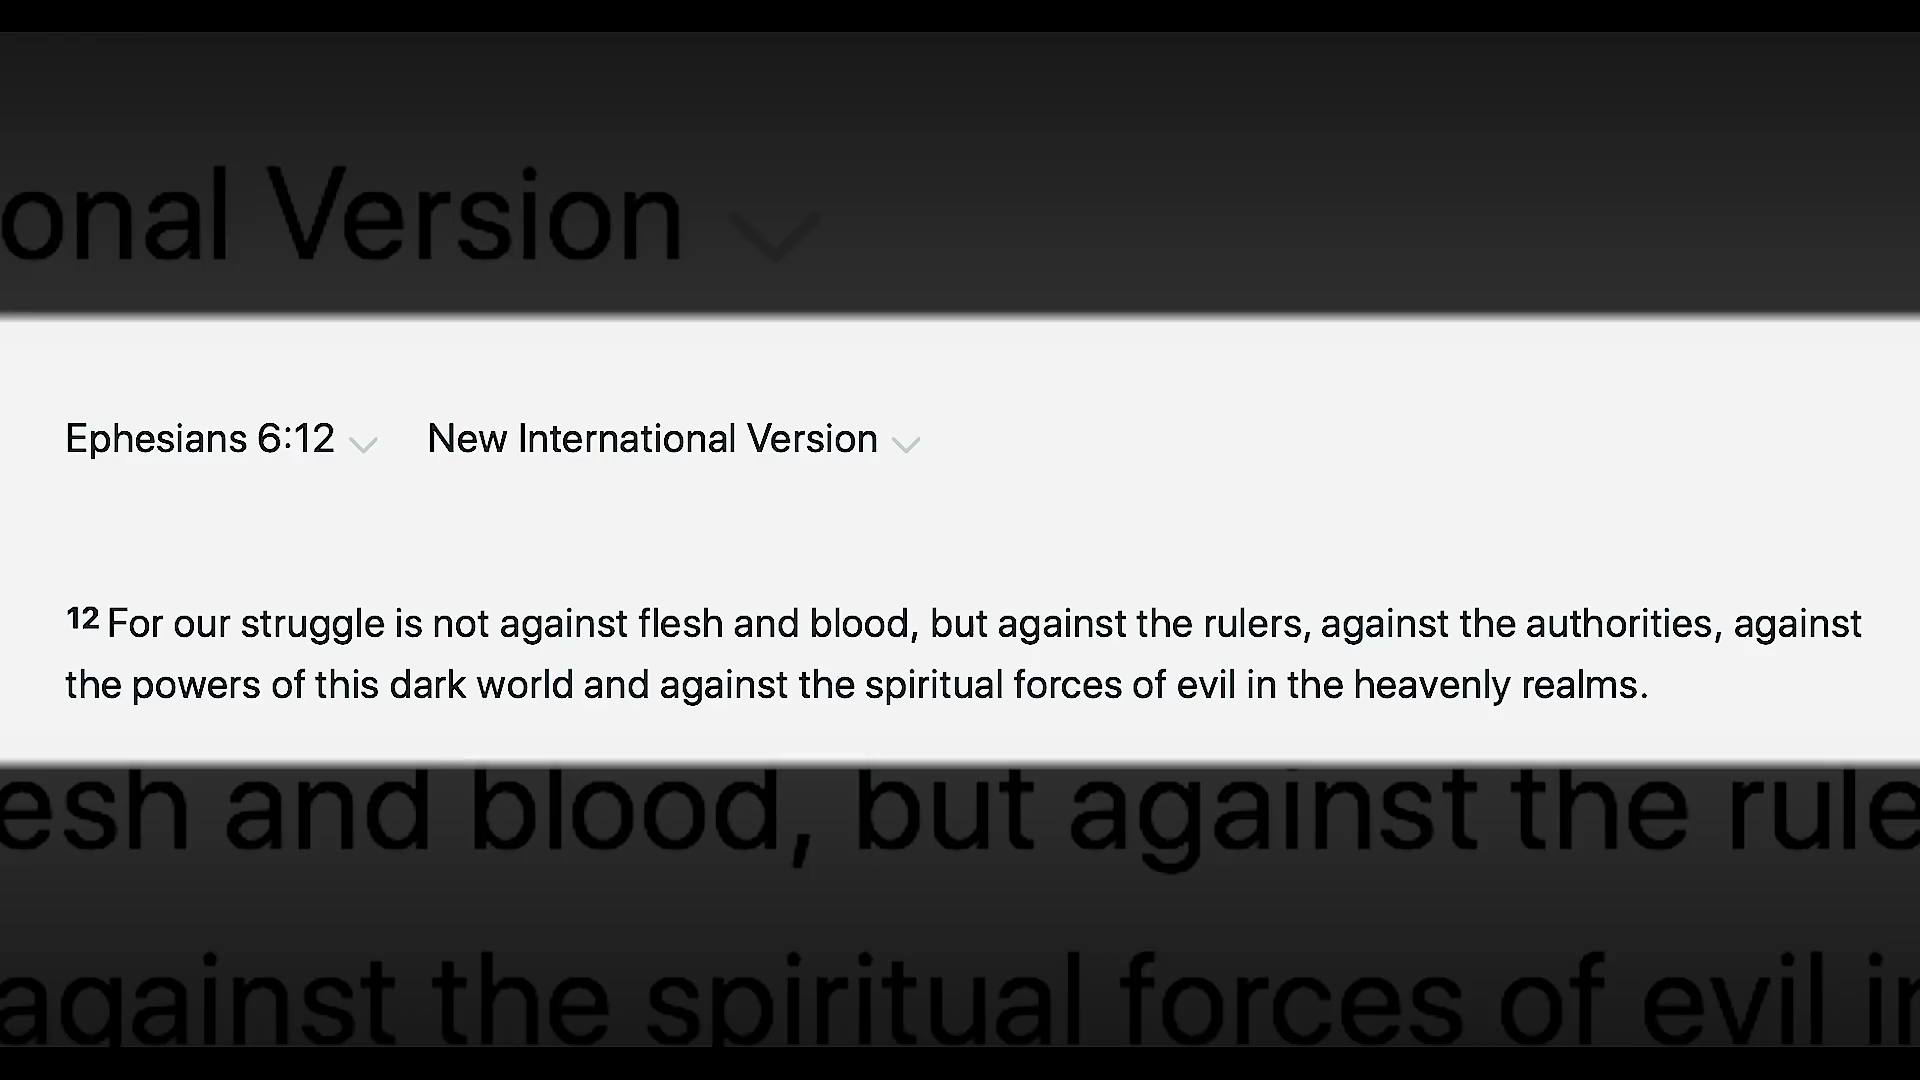 onal Version
Ephesians 6:12 New International Version
12 For our struggle is not against flesh and blood, but against the rulers, against the authorities, against
the powers of this dark world and against the spiritual forces of evil in the heavenly realms.
esh and blood, but against the rule
against the spiritual forces of evil in